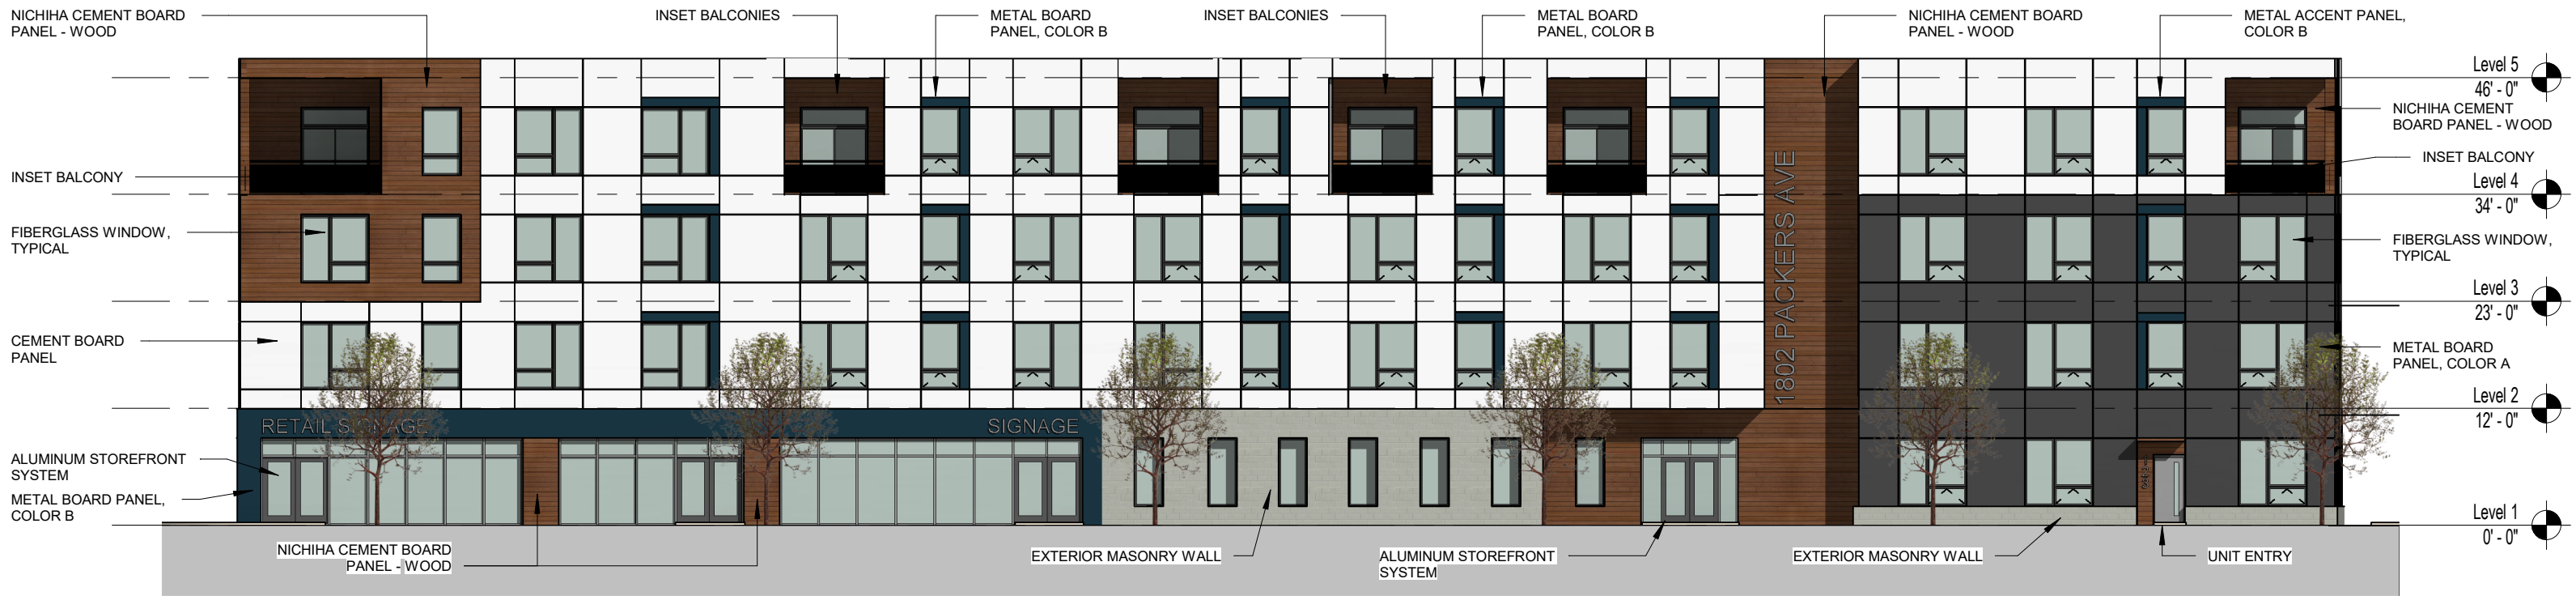 NICHIHA CEMENT BOARD
PANEL - WOOD
INSET BALCONIES
METAL BOARD
PANEL, COLOR B
INSET BALCONIES
METAL BOARD
PANEL, COLOR B
NICHIHA CEMENT BOARD
PANEL - WOOD
METAL ACCENT PANEL,
COLOR B
Level 5
46' - 0"
NICHIHA CEMENT
BOARD PANEL - WOOD
INSET BALCONY
INSET BALCONY
Level 4
34' - 0"
FIBERGLASS WINDOW,
TYPICAL
FIBERGLASS WINDOW,
TYPICAL
1802 PACKERS AVE
Level 3
23' - 0"
CEMENT BOARD
PANEL
METAL BOARD
PANEL, COLOR A
Level 2
12' - 0"
RETAIL SIGNAGE
SIGNAGE
ALUMINUM STOREFRONT
SYSTEM
METAL BOARD PANEL,
COLOR B
Level 1
0' - 0"
NICHIHA CEMENT BOARD
PANEL - WOOD
EXTERIOR MASONRY WALL
ALUMINUM STOREFRONT
SYSTEM
EXTERIOR MASONRY WALL
UNIT ENTRY